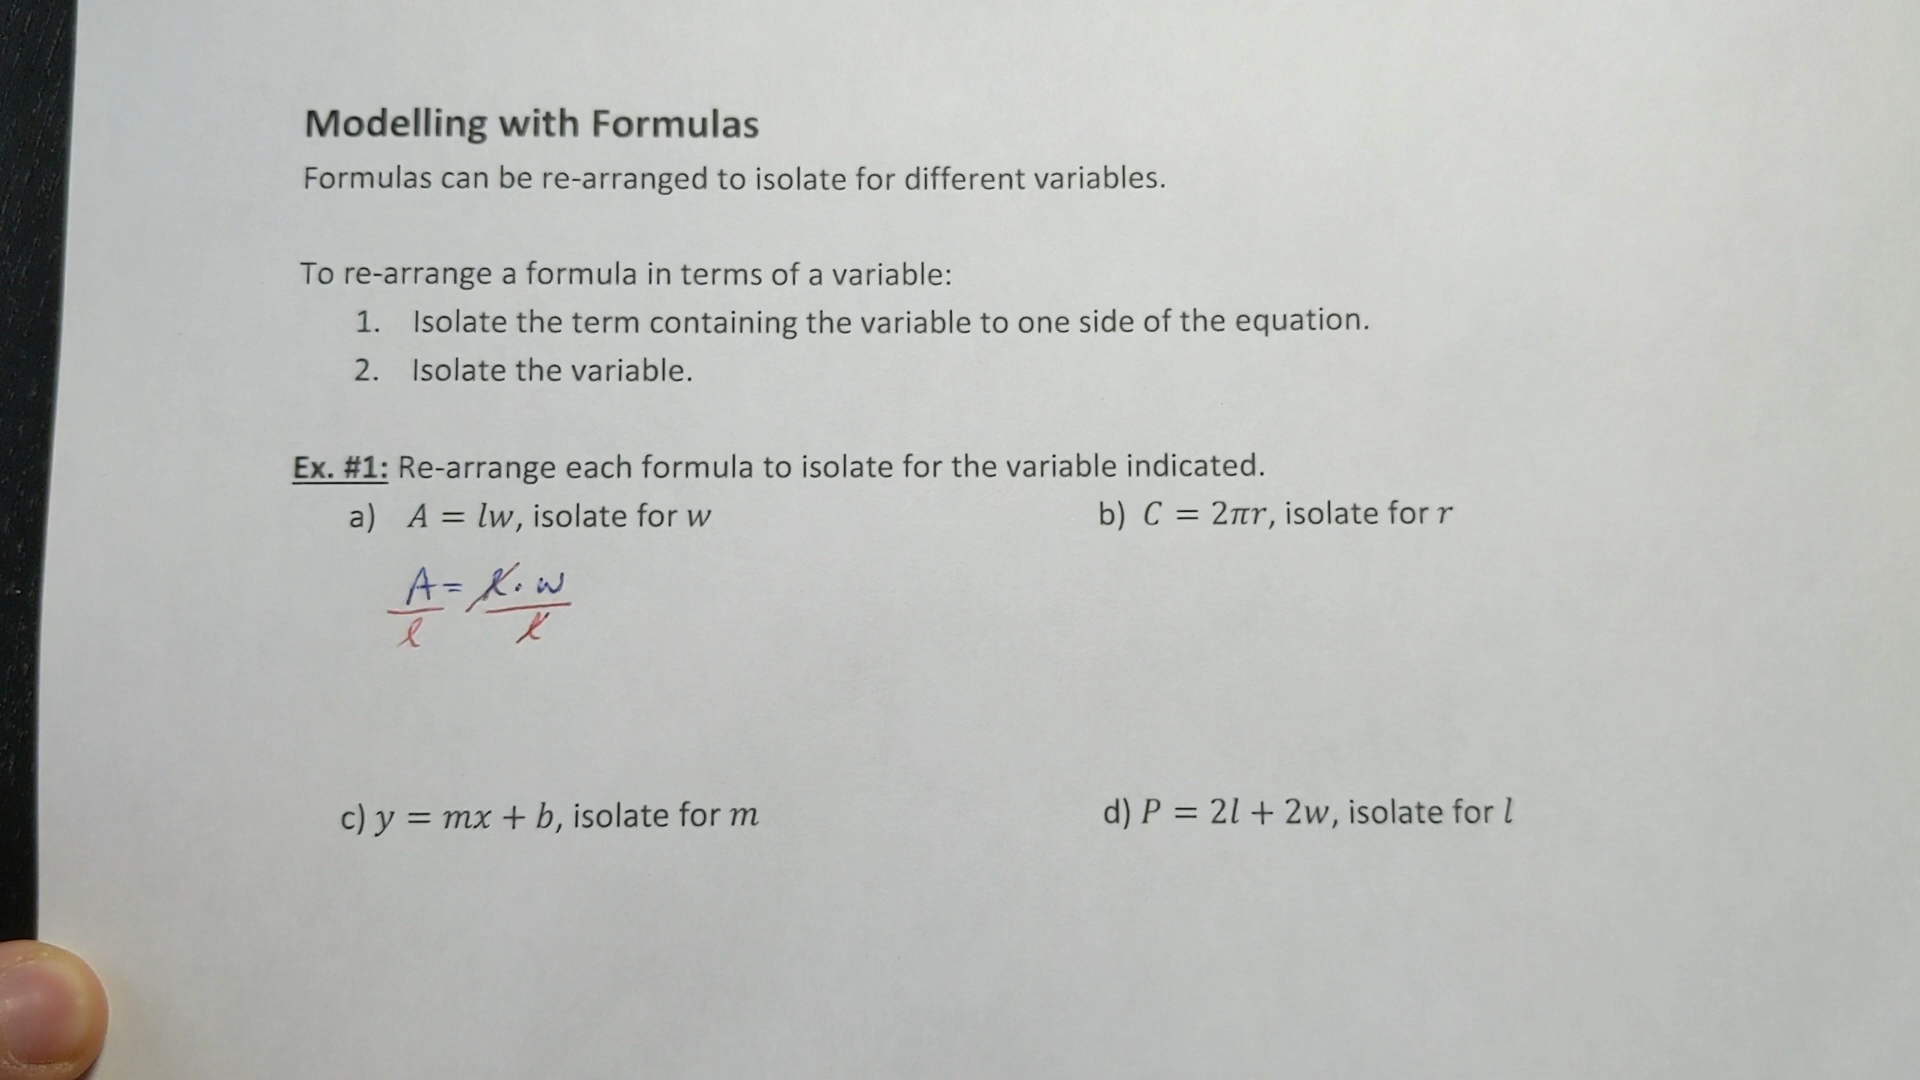 Modelling with Formulas
Formulas can be re-arranged to isolate for different variables.
To re-arrange a formula in terms of a variable:
1. Isolate the term containing the variable to one side of the equation.
2. Isolate the variable.
Ex. #1: Re-arrange each formula to isolate for the variable indicated.
a) A = lw, isolate for w
b) C = 2πr, isolate for r
A = l · w
l l
c) y = mx + b, isolate for m
d) P = 2l + 2w, isolate for l